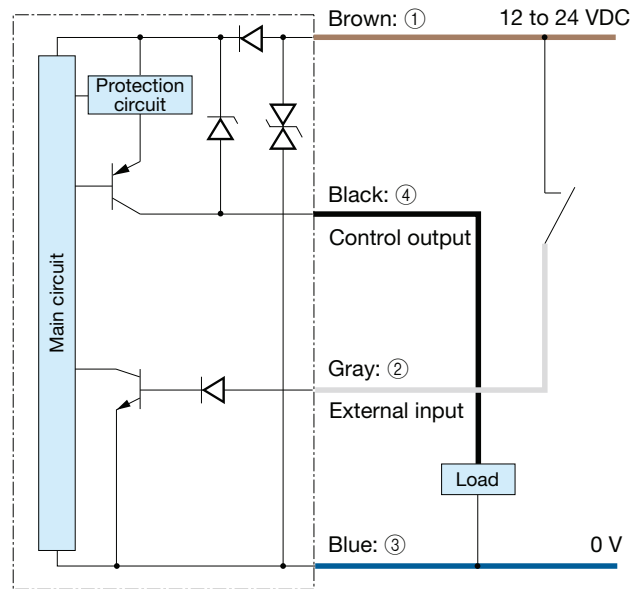 Brown: ①
12 to 24 VDC
Protection
circuit
Black: ④
Control output
Main circuit
Gray: ②
External input
Load
Blue: ③
0 V